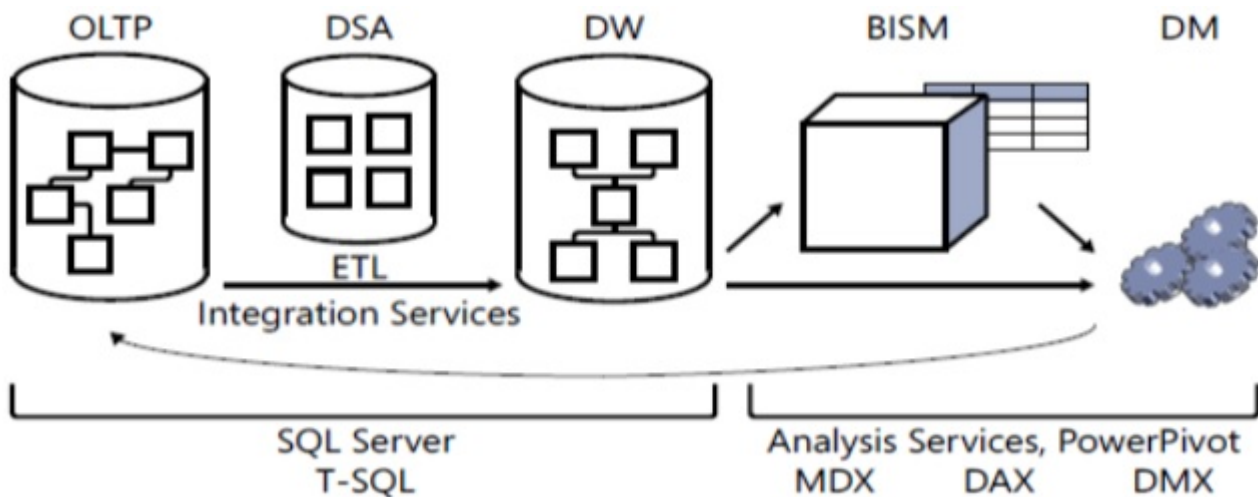 OLTP DSA DW BISM DM
ETL
Integration Services
SQL Server
T-SQL
Analysis Services, PowerPivot
MDX DAX DMX